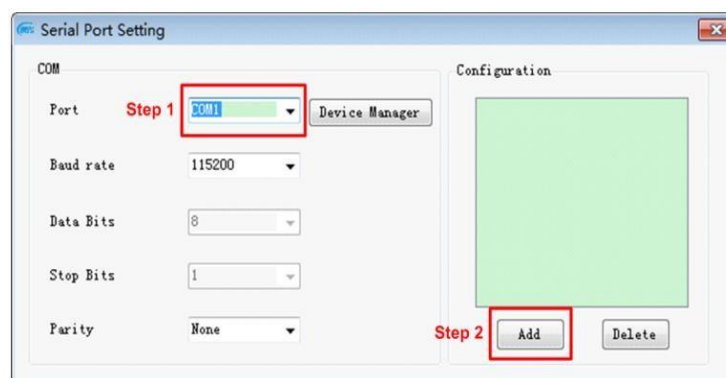 Serial Port Setting
COM
Port Step 1 COM1 Device Manager
Baud rate 115200
Data Bits 8
Stop Bits 1
Parity None
Configuration
Step 2 Add Delete